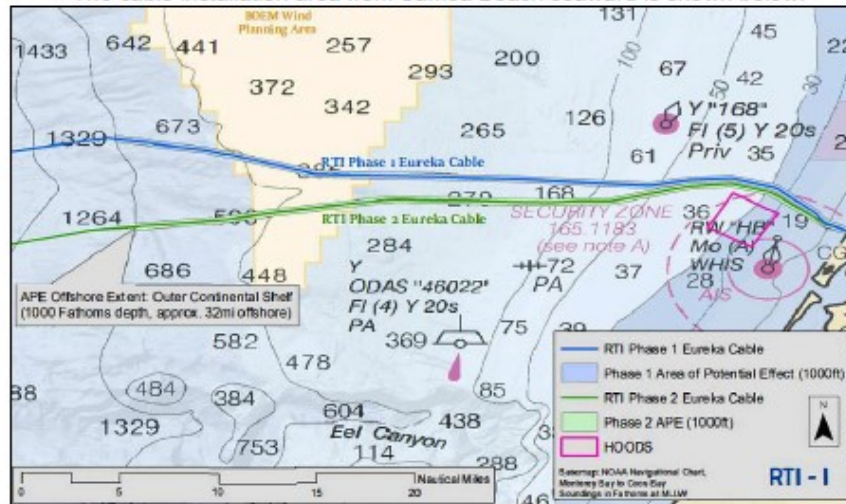 BOEM Wind
Planning Area
1433
642
441
257
200
131
45
372
293
100
67
42
50
30
342
126
Y "168"
Fl (5) Y 20s
Priv
673
265
61
35
1329
RTI Phase 1 Eureka Cable
168
1264
RTI Phase 2 Eureka Cable
SECURITY ZONE
165.1183
(see note A)
36
19
RW "HB"
Mo (A)
WHIS
284
686
448
Y
ODAS "46022"
Fl (4) Y 20s
PA
72
PA
37
28
AIS
CG
APE Offshore Extent: Outer Continental Shelf
(1000 Fathoms depth, approx. 32mi offshore)
582
369
75
478
484
384
85
604
438
1329
753
Eel Canyon
114
288
RTI Phase 1 Eureka Cable
Phase 1 Area of Potential Effect (1000ft)
RTI Phase 2 Eureka Cable
Phase 2 APE (1000ft)
HOODS
N
Basemap: NOAA Navigational Chart,
Monterey Bay to Coos Bay
Soundings in Fathoms at MLLW
RTI - I
0 5 10 15 20
Nautical Miles